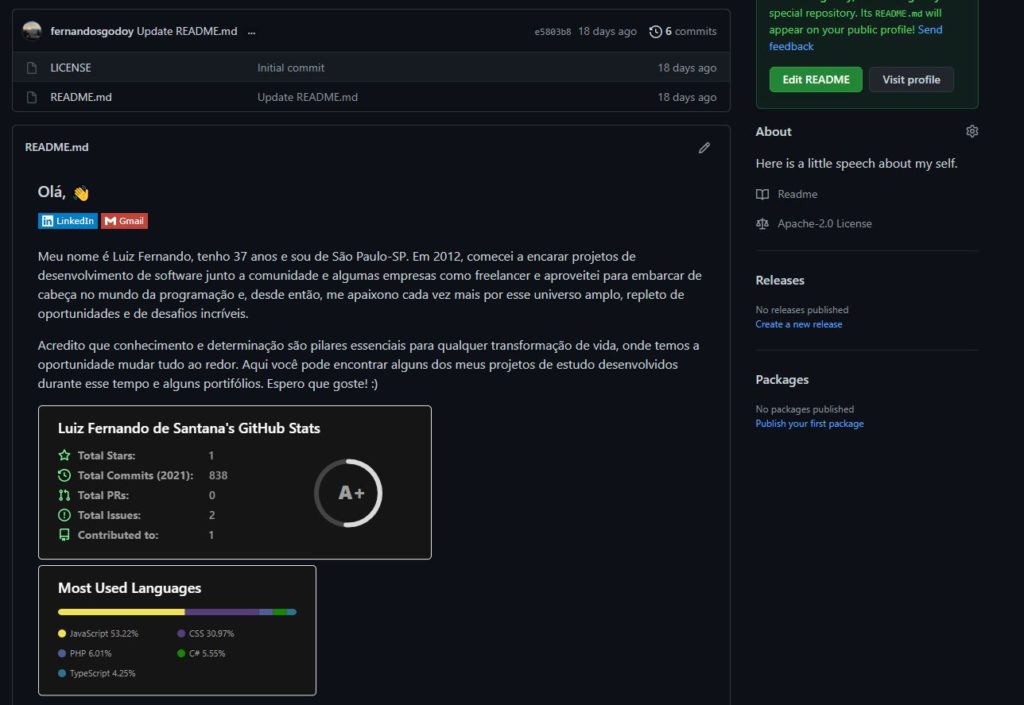 fernandosgodoy Update README.md ... e5803b8 18 days ago 6 commits
LICENSE Initial commit 18 days ago
README.md Update README.md 18 days ago
README.md
Olá, 👋
LinkedIn Gmail
Meu nome é Luiz Fernando, tenho 37 anos e sou de São Paulo-SP. Em 2012, comecei a encarar projetos de
desenvolvimento de software junto a comunidade e algumas empresas como freelancer e aproveitei para embarcar de
cabeça no mundo da programação e, desde então, me apaixono cada vez mais por esse universo amplo, repleto de
oportunidades e de desafios incríveis.
Acredito que conhecimento e determinação são pilares essenciais para qualquer transformação de vida, onde temos a
oportunidade mudar tudo ao redor. Aqui você pode encontrar alguns dos meus projetos de estudo desenvolvidos
durante esse tempo e alguns portifólios. Espero que goste! :)
Luiz Fernando de Santana's GitHub Stats
Total Stars: 1
Total Commits (2021): 838
Total PRs: 0
Total Issues: 2
Contributed to: 1
A+
Most Used Languages
JavaScript 53.22% CSS 30.97%
PHP 6.01% C# 5.55%
TypeScript 4.25%
special repository. Its README.md will
appear on your public profile! Send
feedback
Edit README Visit profile
About
Here is a little speech about my self.
Readme
Apache-2.0 License
Releases
No releases published
Create a new release
Packages
No packages published
Publish your first package